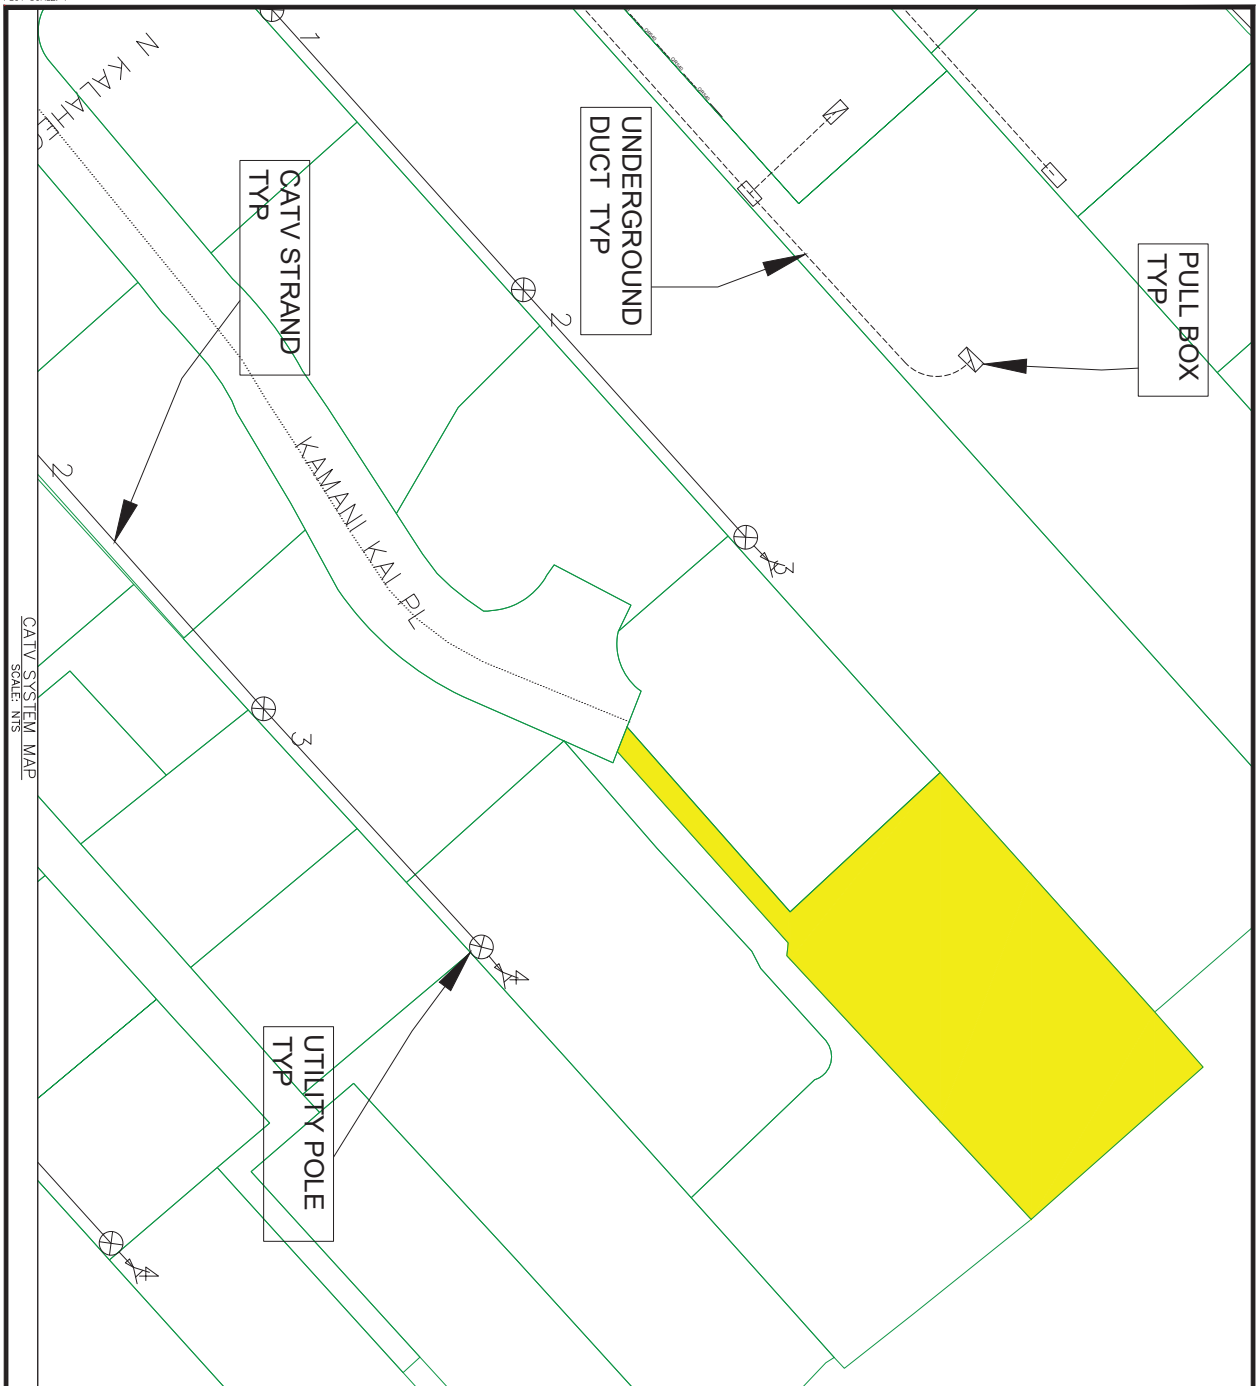 N KALAHEO
1
CATV STRAND
TYP
UNDERGROUND
DUCT TYP
PULL BOX
TYP
2
KAMANI KAI PL
2
3
3
4
UTILITY POLE
TYP
4
CATV SYSTEM MAP
SCALE: NTS